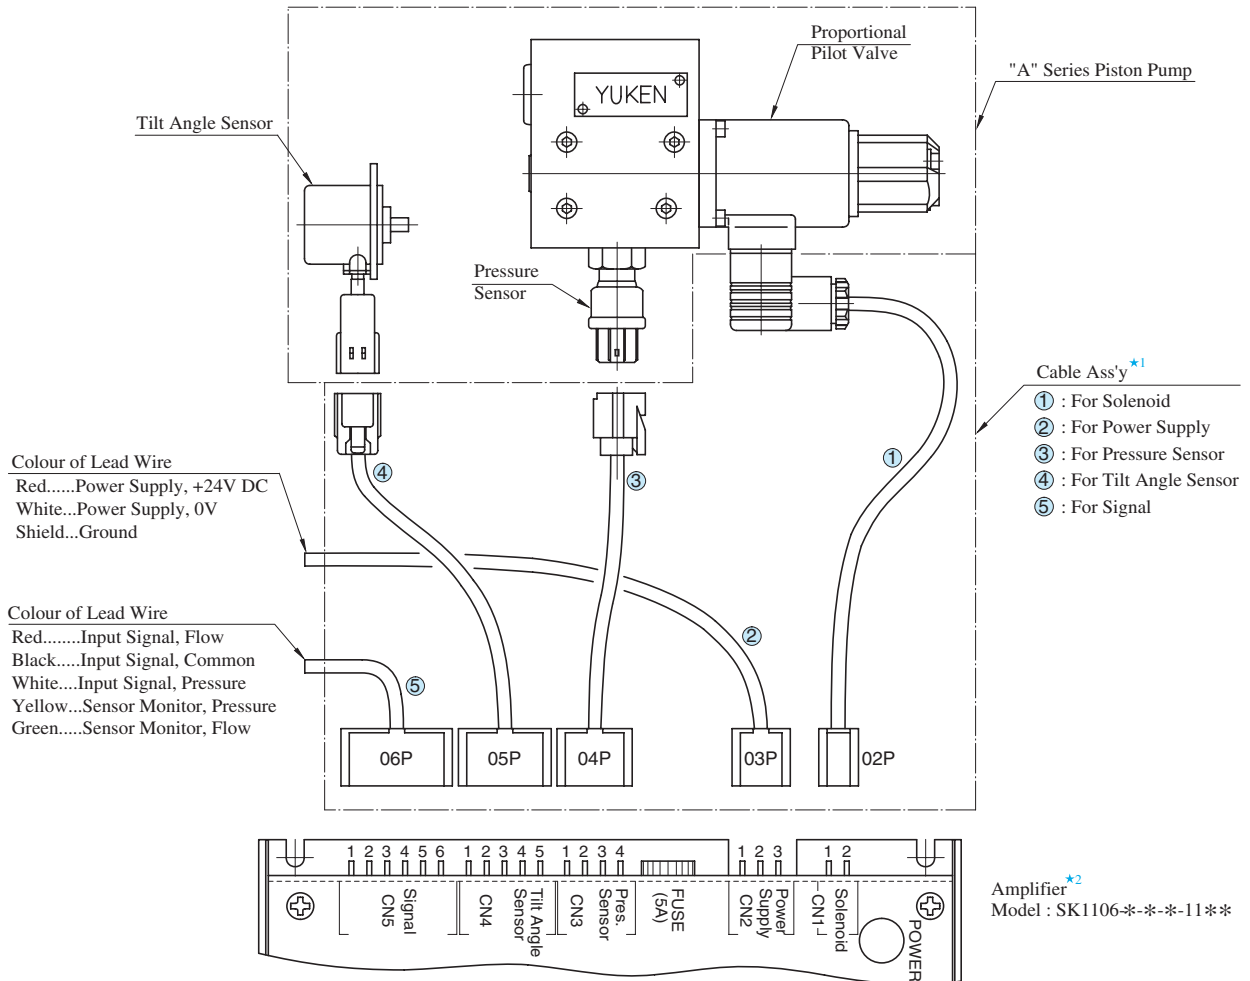 Proportional
Pilot Valve
"A" Series Piston Pump
YUKEN
Tilt Angle Sensor
Pressure
Sensor
Cable Ass'y ★1
① : For Solenoid
② : For Power Supply
③ : For Pressure Sensor
④ : For Tilt Angle Sensor
⑤ : For Signal
①
④
③
②
⑤
Colour of Lead Wire
Red......Power Supply, +24V DC
White...Power Supply, 0V
Shield...Ground
Colour of Lead Wire
Red........Input Signal, Flow
Black.....Input Signal, Common
White....Input Signal, Pressure
Yellow...Sensor Monitor, Pressure
Green.....Sensor Monitor, Flow
06P 05P 04P 03P 02P
1 2 3 4 5 6 1 2 3 4 5 1 2 3 4 1 2 3 1 2
Signal
CN5
Tilt Angle
Sensor
CN4
Pres.
Sensor
CN3
FUSE
(5A)
Power
Supply
CN2
Solenoid
CN1
POWER
Amplifier ★2
Model : SK1106-*-*-*-11**